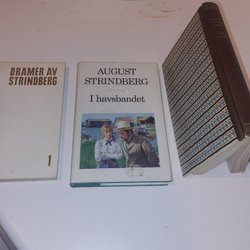 DRAMER AV
STRINDBERG
1
AUGUST
STRINDBERG
I havsbandet